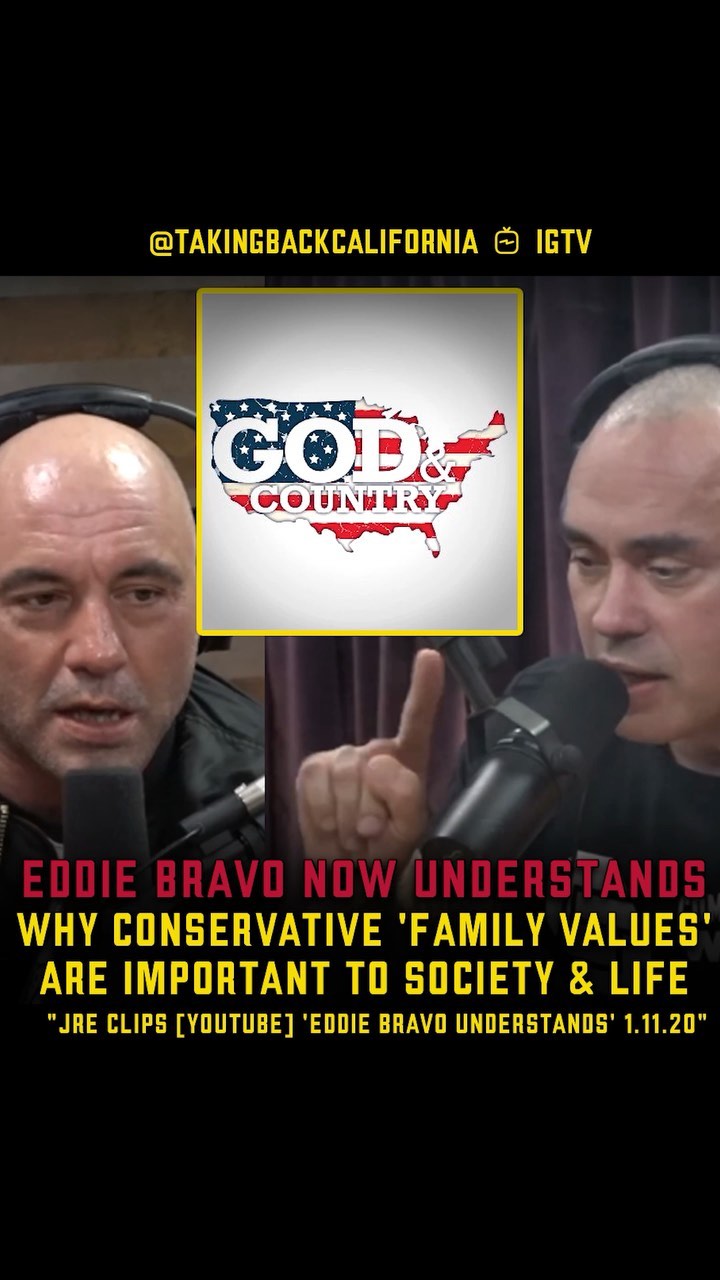 @TAKINGBACKCALIFORNIA IGTV
GOD &
COUNTRY
EDDIE BRAVO NOW UNDERSTANDS
WHY CONSERVATIVE 'FAMILY VALUES'
ARE IMPORTANT TO SOCIETY & LIFE
"JRE CLIPS [YOUTUBE] 'EDDIE BRAVO UNDERSTANDS' 1.11.20"